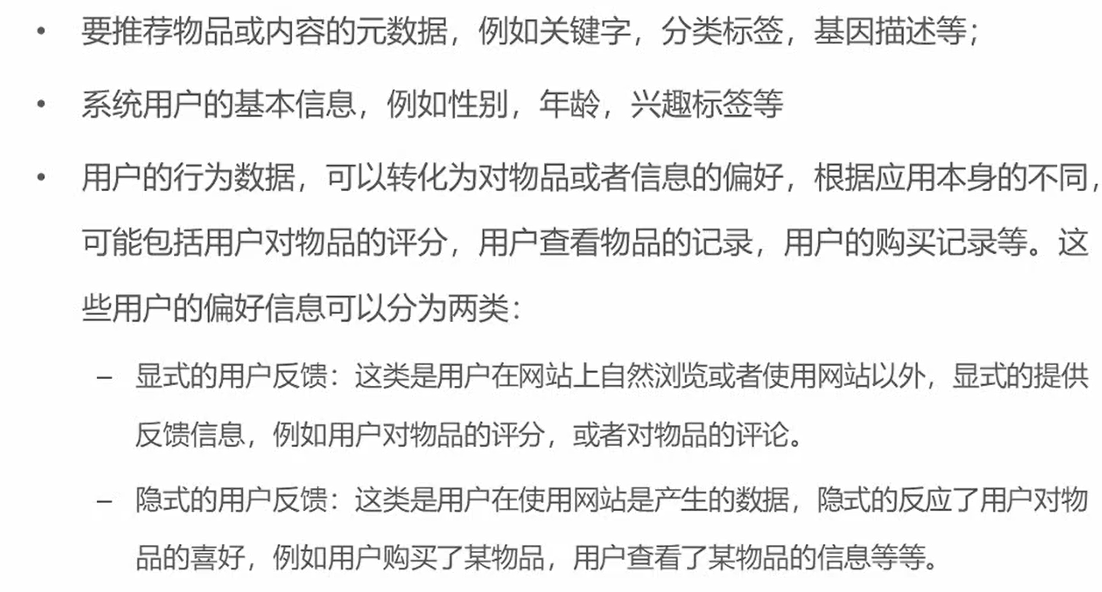 • 要推荐物品或内容的元数据，例如关键字，分类标签，基因描述等；
• 系统用户的基本信息，例如性别，年龄，兴趣标签等
• 用户的行为数据，可以转化为对物品或者信息的偏好，根据应用本身的不同，
可能包括用户对物品的评分，用户查看物品的记录，用户的购买记录等。这
些用户的偏好信息可以分为两类：
– 显式的用户反馈：这类是用户在网站上自然浏览或者使用网站以外，显式的提供
反馈信息，例如用户对物品的评分，或者对物品的评论。
– 隐式的用户反馈：这类是用户在使用网站是产生的数据，隐式的反应了用户对物
品的喜好，例如用户购买了某物品，用户查看了某物品的信息等等。